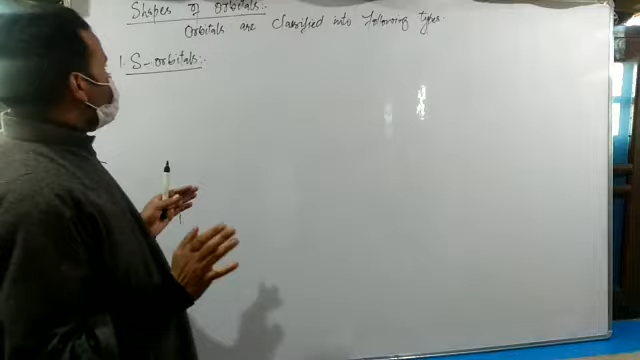 Shapes of orbitals:-
Orbitals are classified into following types.
1. S-orbitals:-